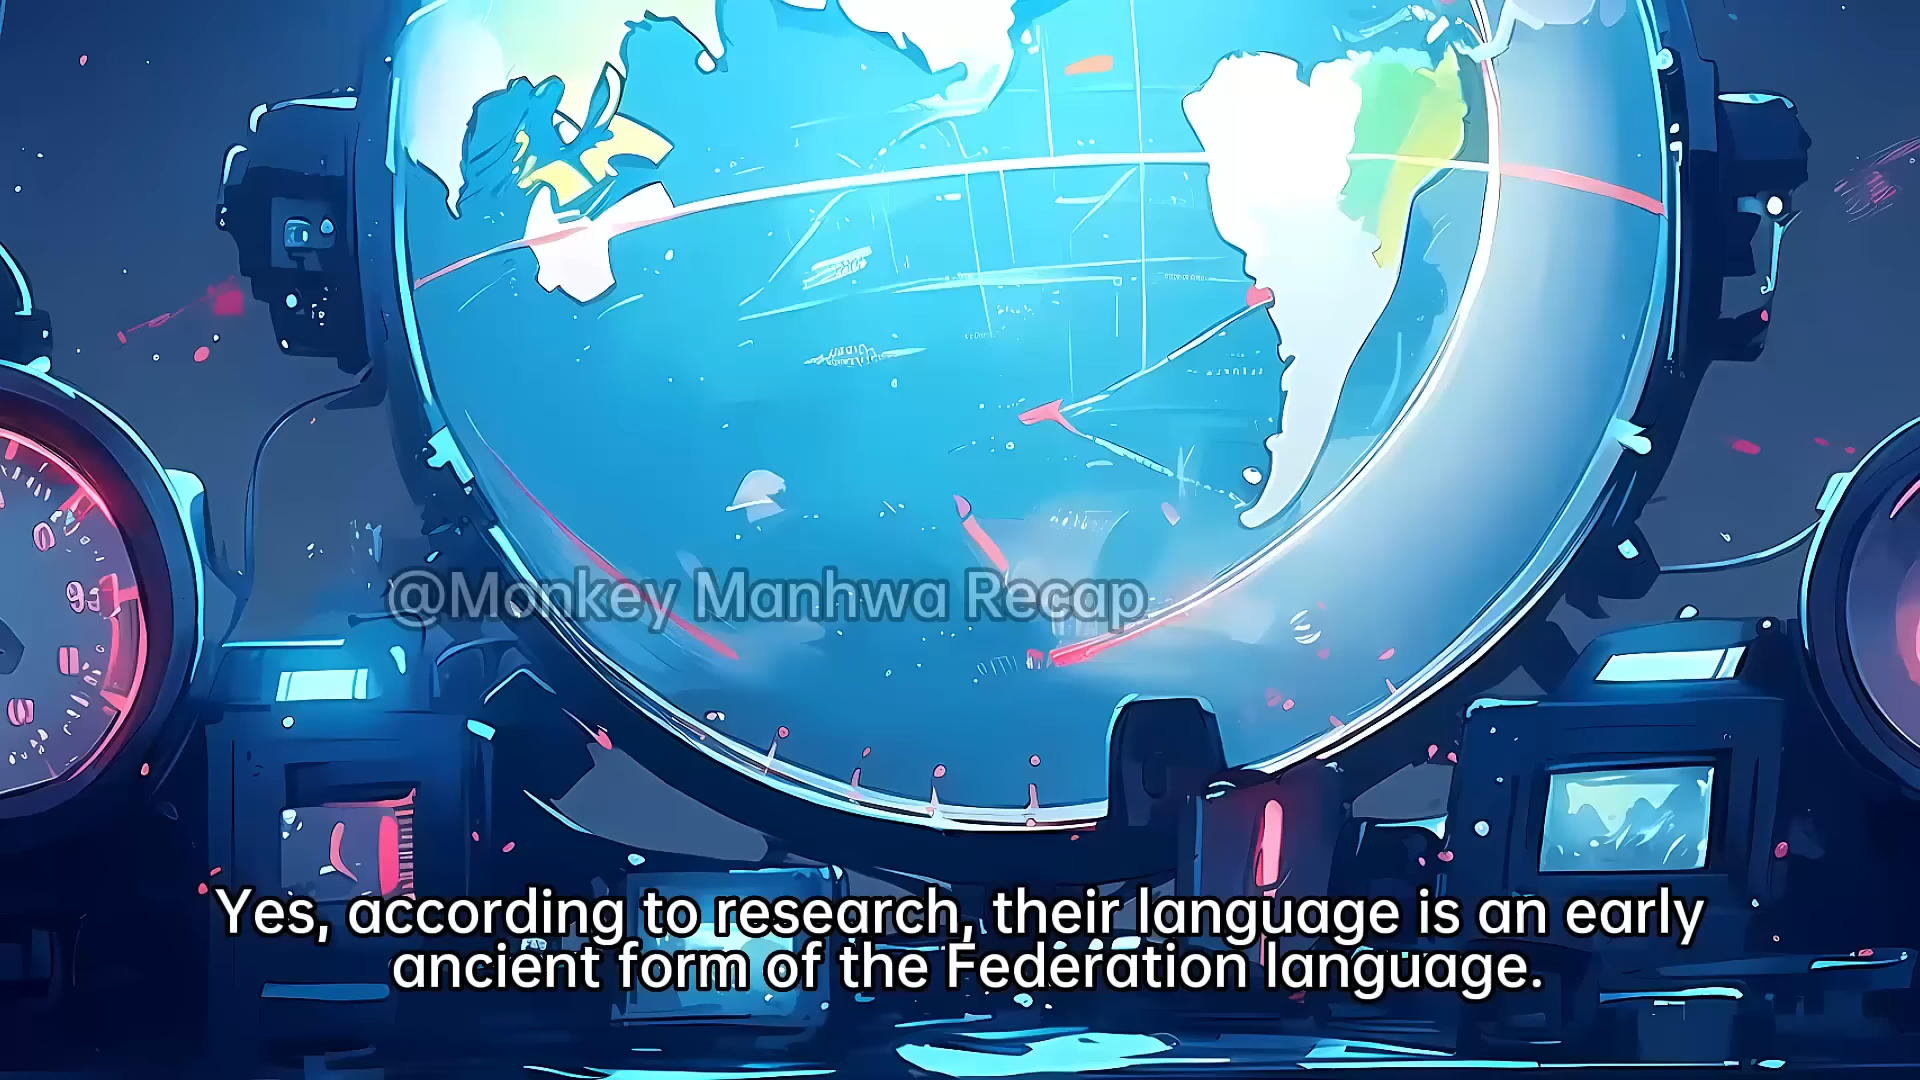 @Monkey Manhwa Recap
Yes, according to research, their language is an early
ancient form of the Federation language.